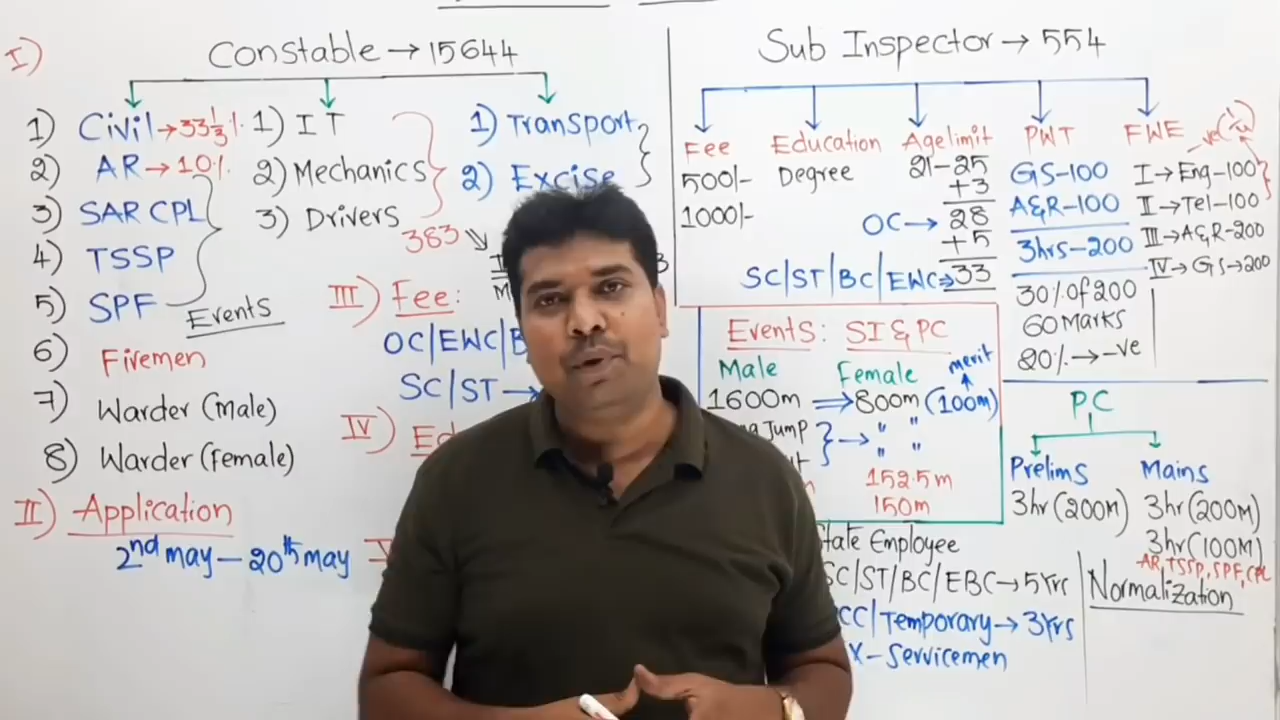 I) Constable → 15644
1) Civil → 33 1/3 %
2) AR → 10%
3) SAR CPL
4) TSSP
5) SPF
Events
6) Firemen
7) Warder (Male)
8) Warder (Female)
1) IT
2) Mechanics
3) Drivers
383
1) Transport
2) Excise
II) Application
2nd may – 20th may
III) Fee:
OC/EWC/B
SC/ST →
IV) Ed
Sub Inspector → 554
Fee
500/-
1000/-
Education
Degree
Agelimit
21-25
+3
OC → 28
+5
SC/ST/BC/EWC → 33
PWT
GS-100
A&R-100
3hrs-200
30% of 200
60 Marks
20% → -ve
FWE
I → Eng-100
II → Tel-100
III → A&R-200
IV → GS → 200
Events: SI & PC
Male Female merit
1600m ⇒ 800m (100m)
Jump → " "
" "
152.5m
150m
PC
Prelims
3hr (200M)
Mains
3hr (200M)
3hr (100M)
AR, TSSP, SPF, CPL
Normalization
tate Employee
SC/ST/BC/EBC → 5Yrs
CC/Temporary → 3Yrs
X-Servicemen